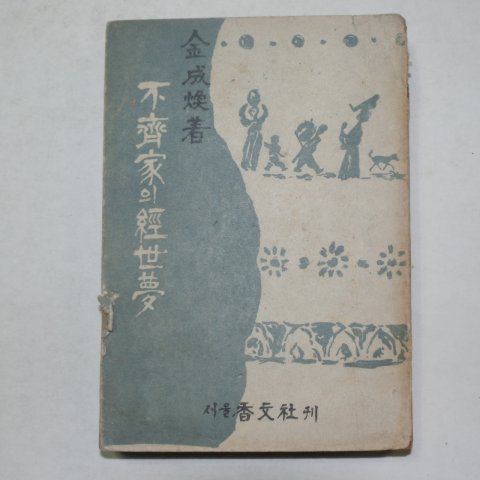 金成煥著
不齊家의經世夢
서울香文社刊